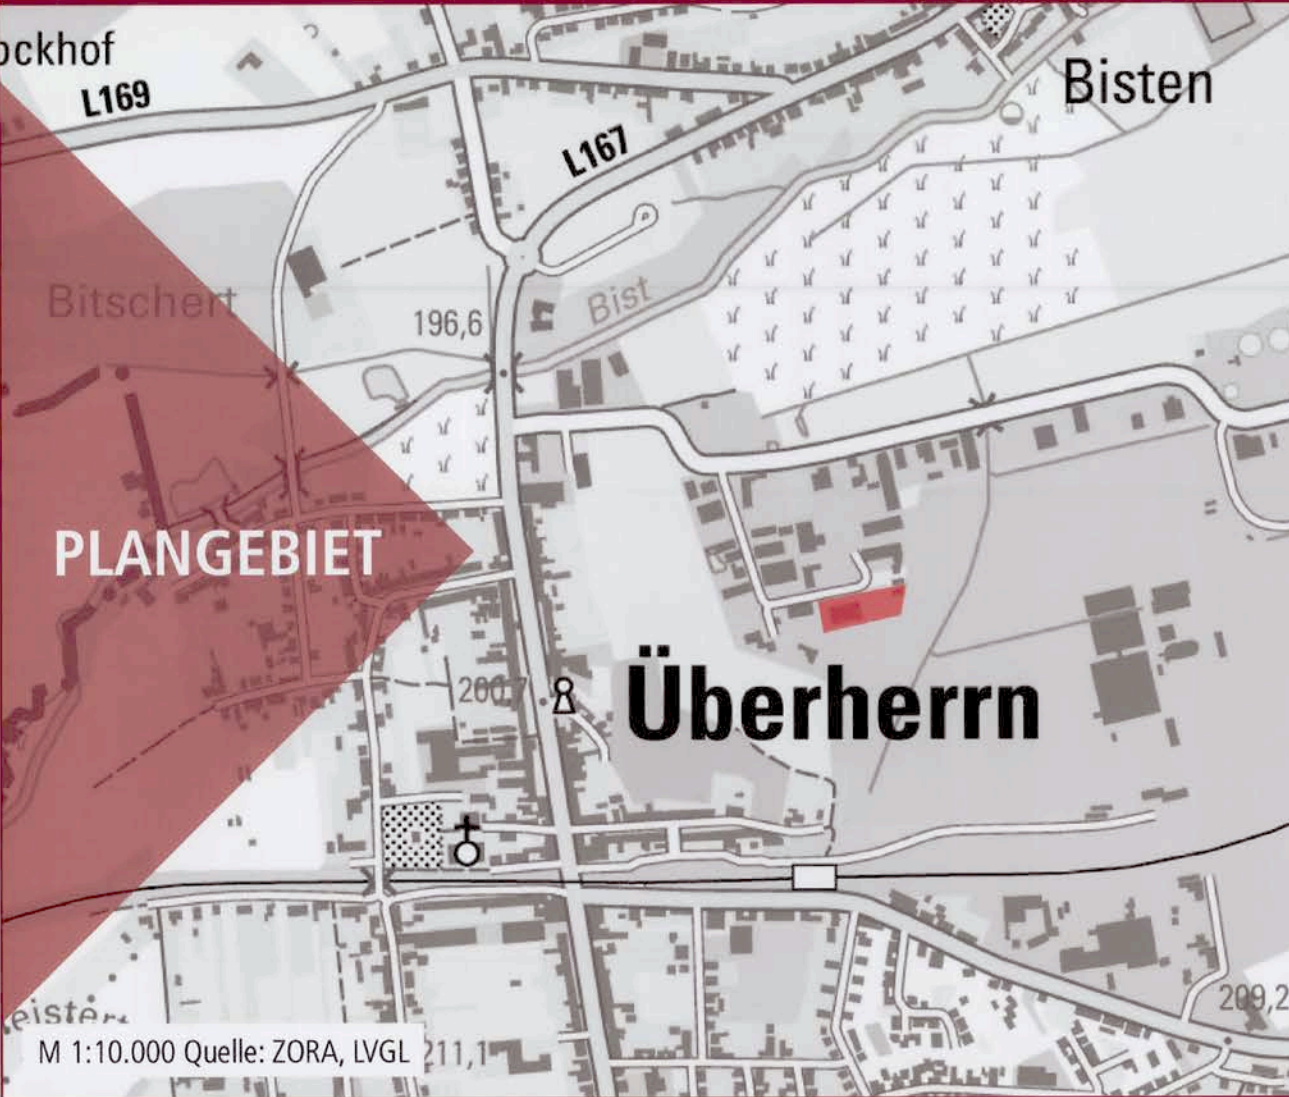 ockhof
L169
Bisten
L167
Bitschert
Bist
196,6
PLANGEBIET
200,7
Überherrn
209,2
M 1:10.000 Quelle: ZORA, LVGL
211,1